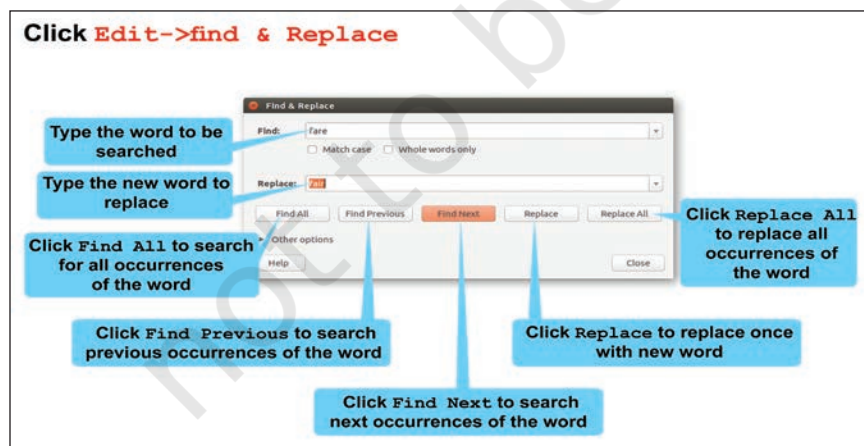 Click Edit->find & Replace
Find & Replace
Type the word to be
searched
Find:
fare
Match case
Whole words only
Type the new word to
replace
Replace:
fair
Find All
Find Previous
Find Next
Replace
Replace All
Other options
Help
Close
Click Find All to search
for all occurrences
of the word
Click Replace All
to replace all
occurrences of
the word
Click Find Previous to search
previous occurrences of the word
Click Replace to replace once
with new word
Click Find Next to search
next occurrences of the word
not to be